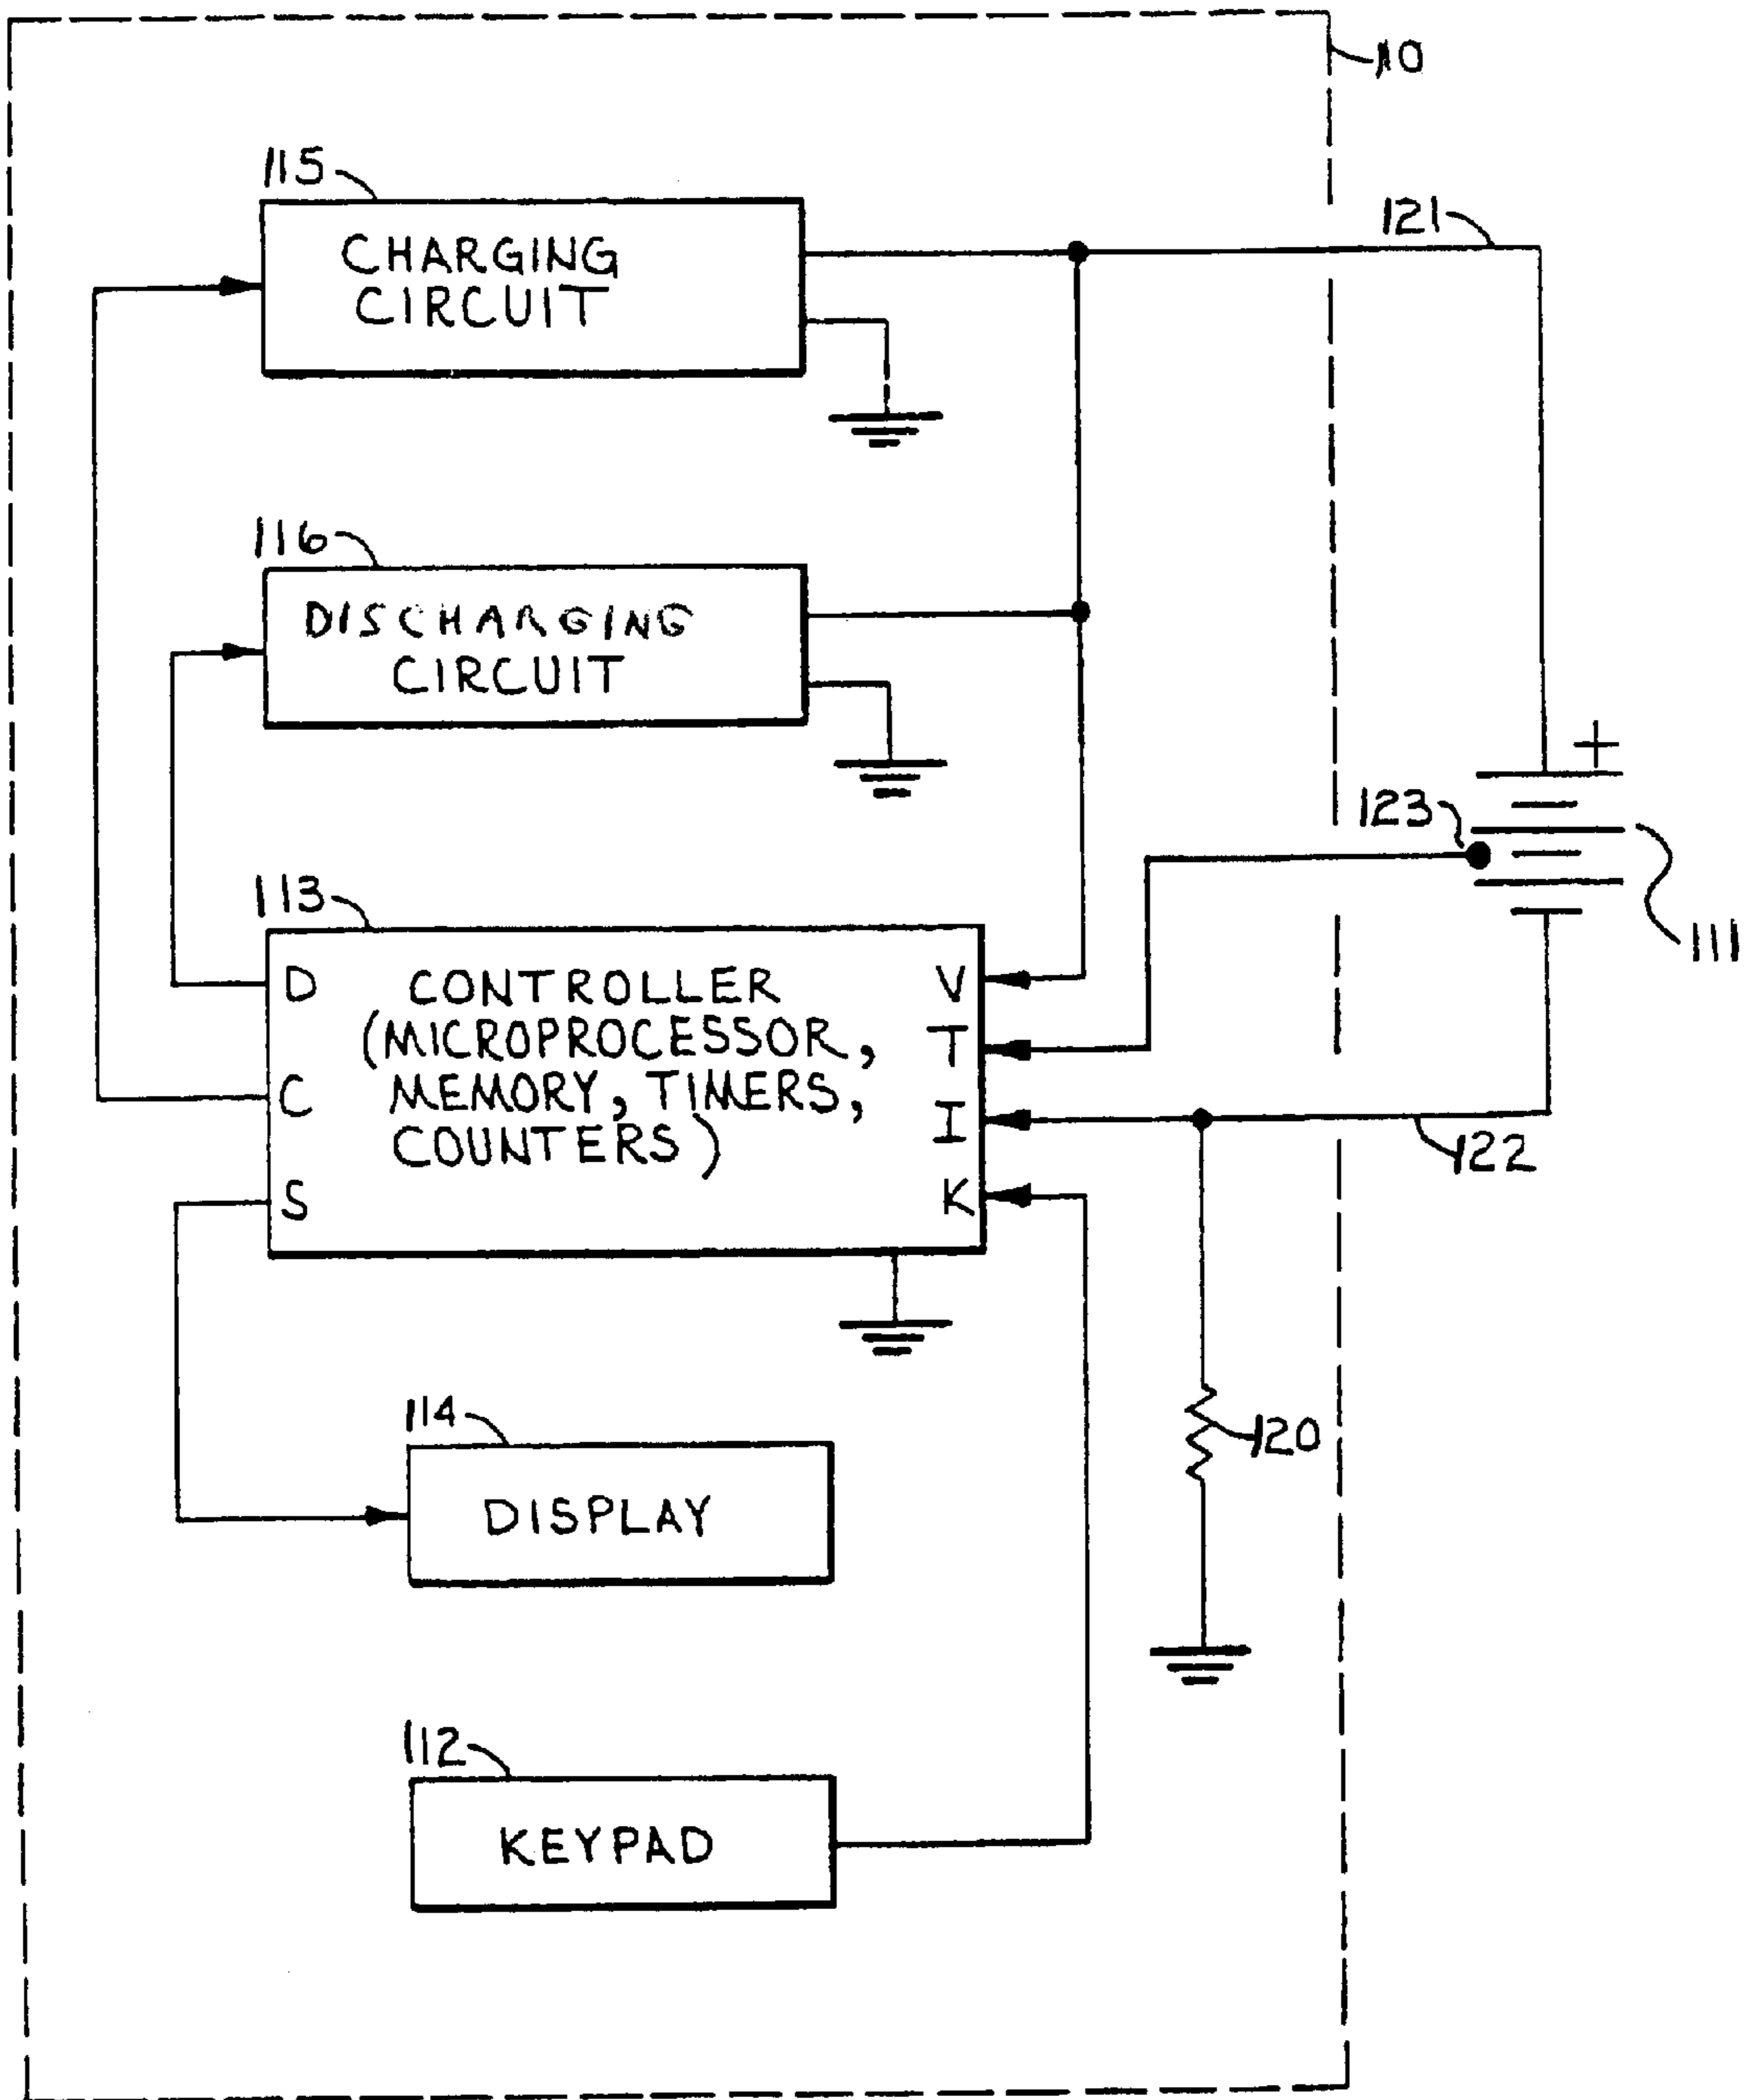 110
115
CHARGING
CIRCUIT
121
116
DISCHARGING
CIRCUIT
+
123
111
113
D
CONTROLLER
(MICROPROCESSOR,
MEMORY, TIMERS,
COUNTERS)
C
S
V
T
I
K
122
114
DISPLAY
120
112
KEYPAD